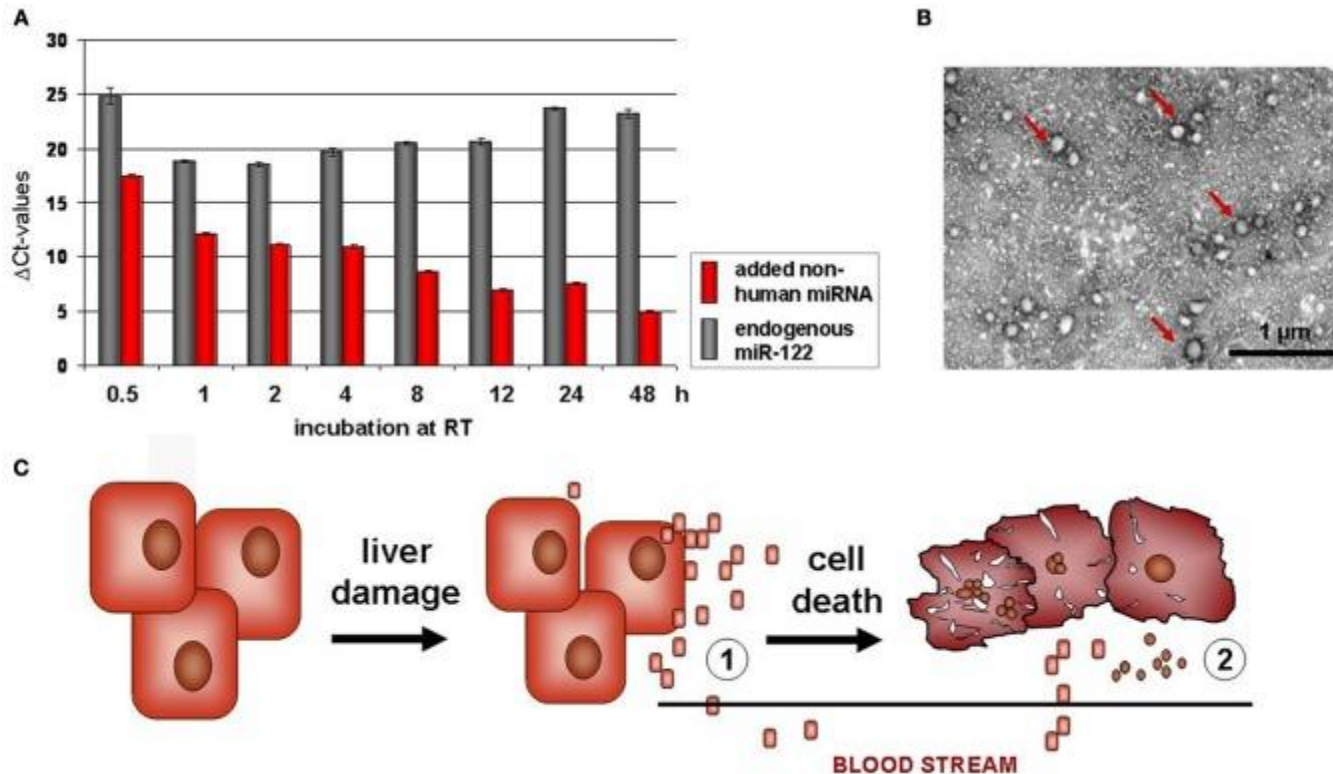 A
30
25
20
15
10
5
0
ΔCt-values
0.5 1 2 4 8 12 24 48 h
incubation at RT
added non-
human miRNA
endogenous
miR-122
B
1 µm
C
liver
damage
1
cell
death
2
BLOOD STREAM